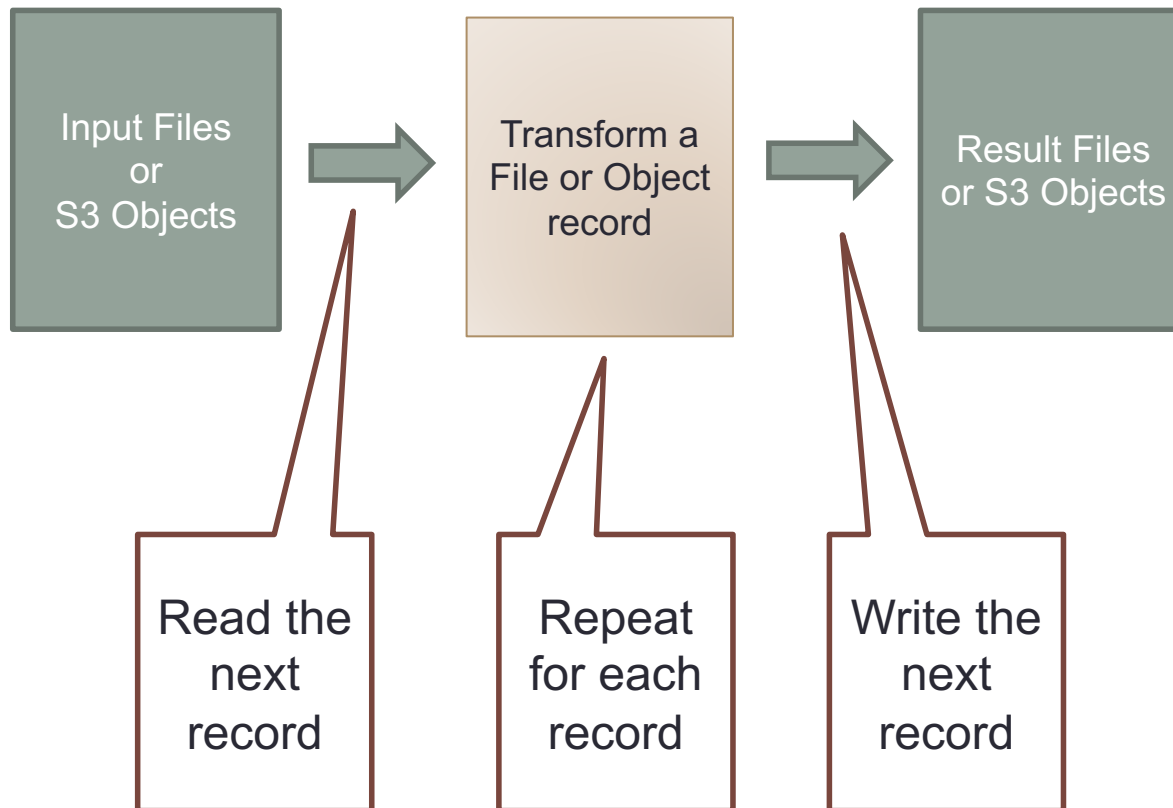 Input Files
or
S3 Objects
Transform a
File or Object
record
Result Files
or S3 Objects
Read the
next
record
Repeat
for each
record
Write the
next
record